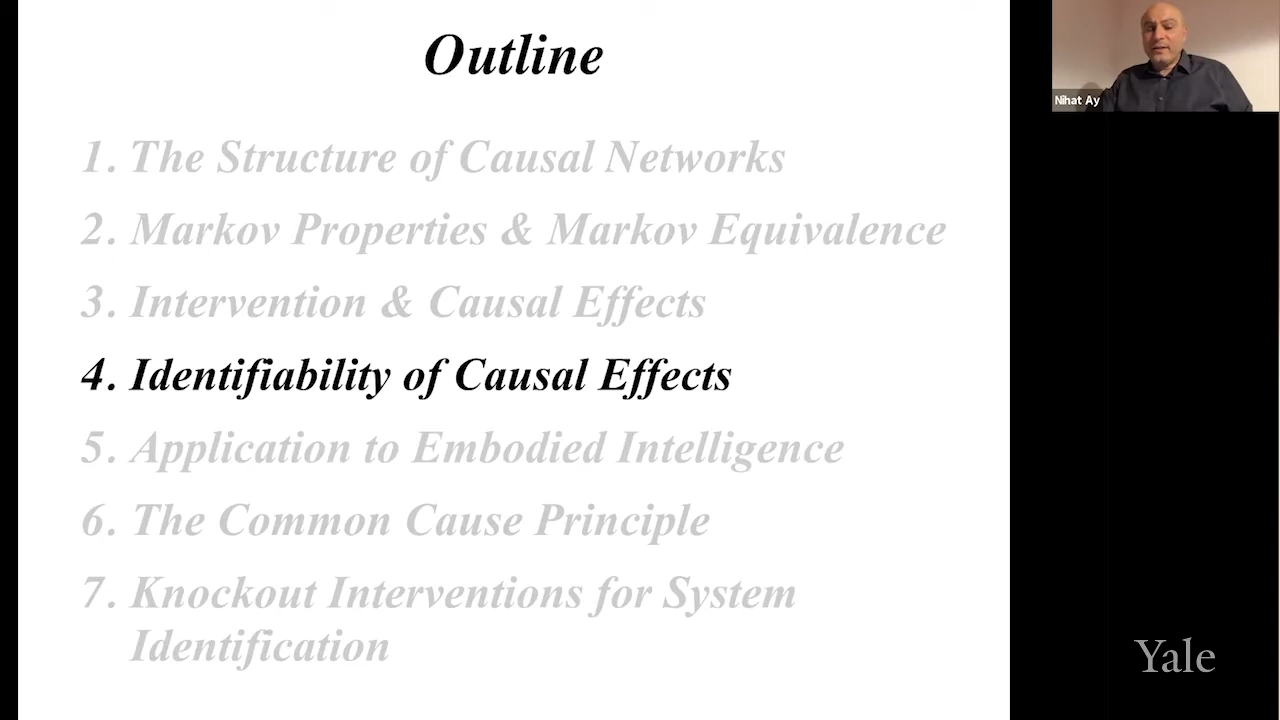 Outline
1. The Structure of Causal Networks
2. Markov Properties & Markov Equivalence
3. Intervention & Causal Effects
4. Identifiability of Causal Effects
5. Application to Embodied Intelligence
6. The Common Cause Principle
7. Knockout Interventions for System
Identification
Nihat Ay
Yale